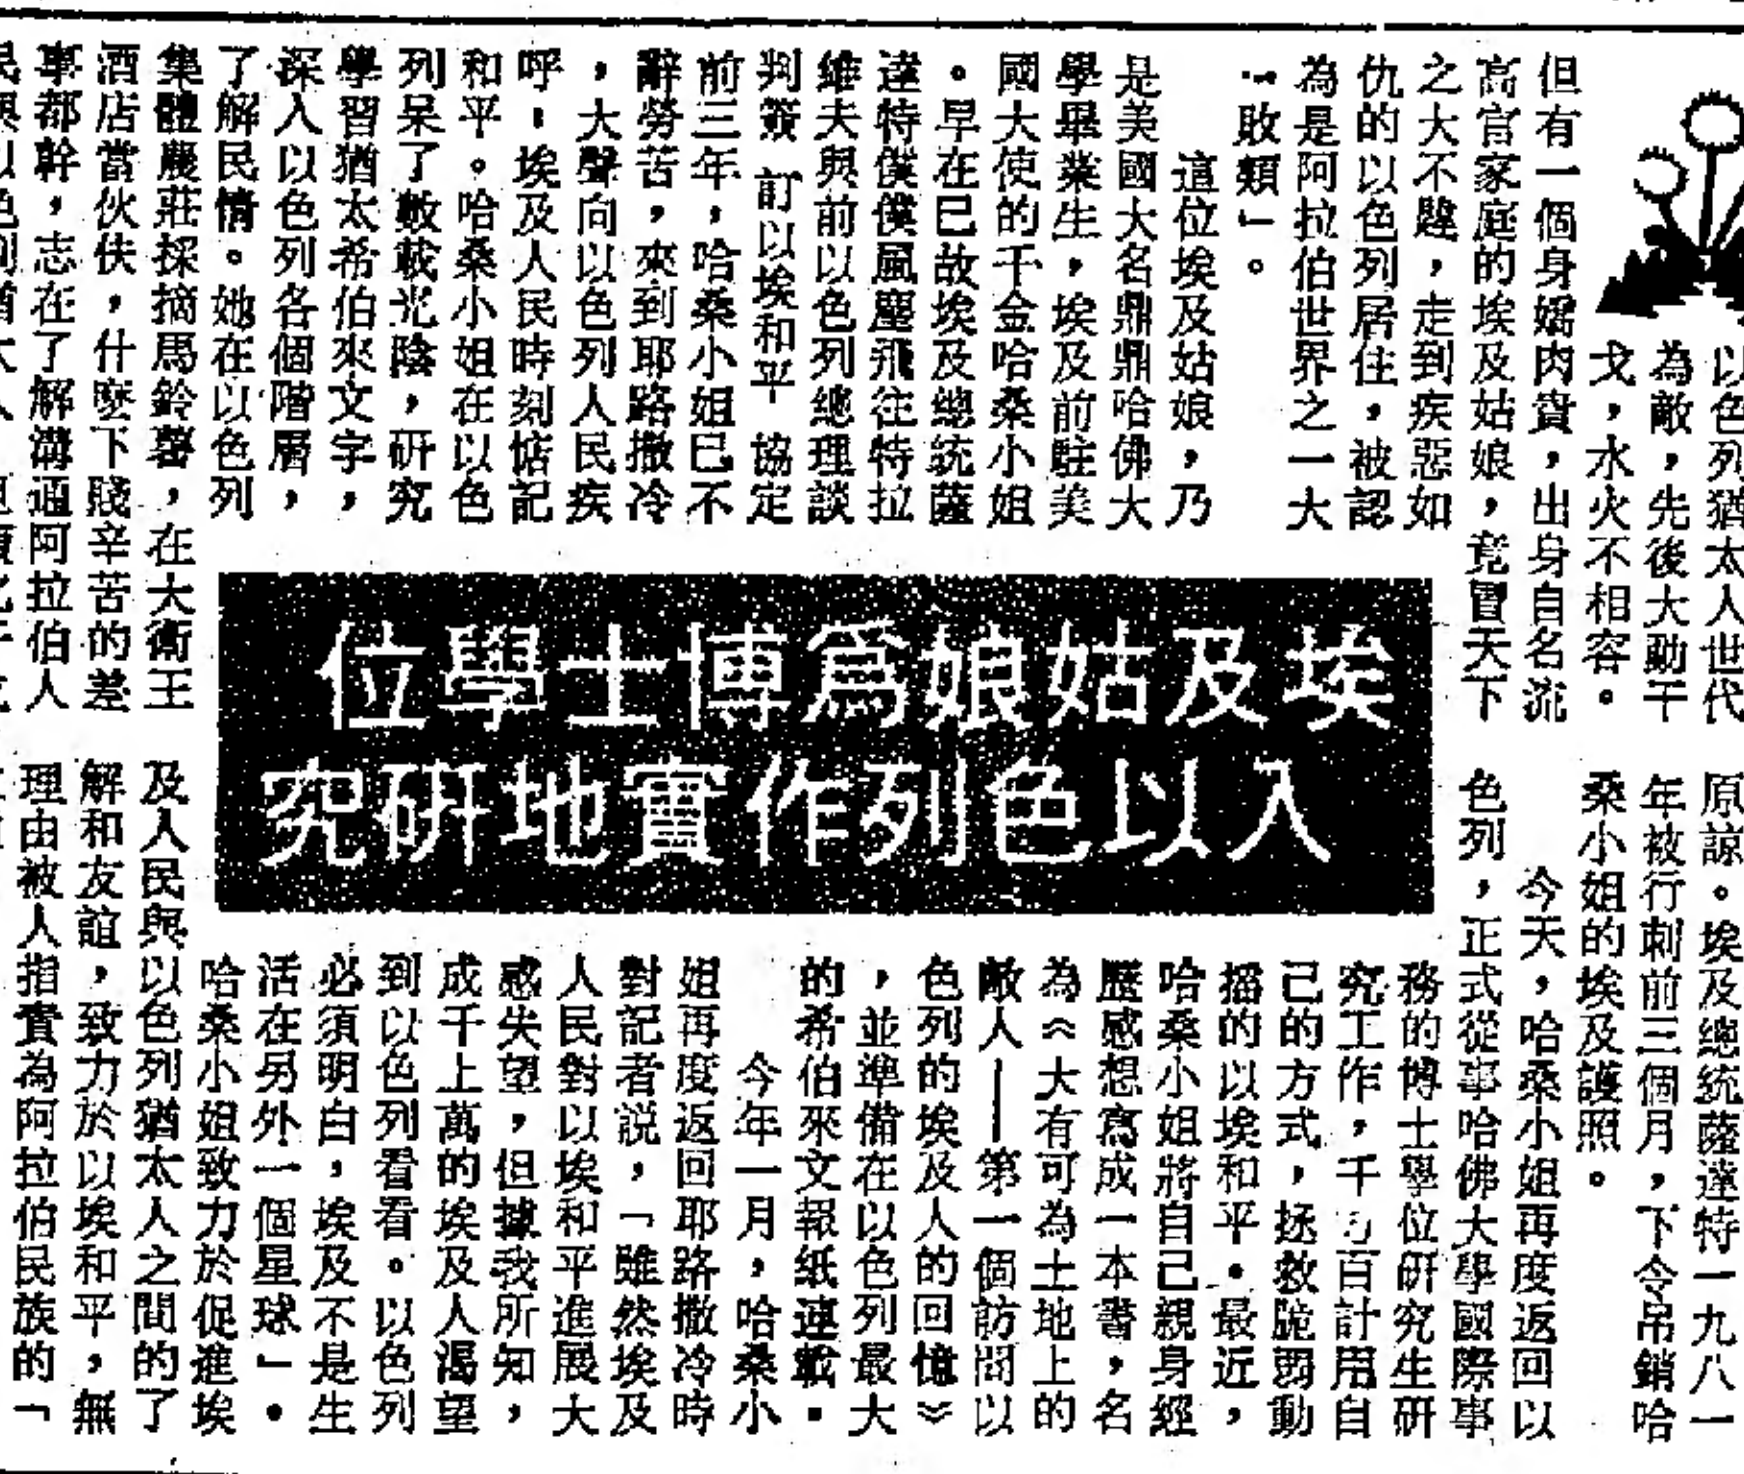 埃及姑娘爲博士學位
入以色列作實地研究
以色列猶太人世代
為敵，先後大動干
戈，水火不相容。
但有一個身嬌肉貴，出身自名流
高官家庭的埃及姑娘，竟冒天下
之大不韙，走到疾惡如
仇的以色列居住，被認
為是阿拉伯世界之一大
「敗類」。
這位埃及姑娘，乃
是美國大名鼎鼎哈佛大
學畢業生，埃及前駐美
國大使的千金哈桑小姐
。早在已故埃及總統薩
達特僕僕風塵飛往特拉
維夫與前以色列總理談
判簽訂以埃和平協定
前三年，哈桑小姐已不
辭勞苦，來到耶路撒冷
，大聲向以色列人民疾
呼：埃及人民時刻惦記
和平。哈桑小姐在以色
列呆了數載光陰，研究
學習猶太希伯來文字，
深入以色列各個階層，
了解民情。她在以色列
集體農莊採摘馬鈴薯，在大衛王
酒店當伙佚，什麽下賤辛苦的差
事都幹，志在了解溝通阿拉伯人
原諒。埃及總統薩達特一九八一
年被行刺前三個月，下令吊銷哈
桑小姐的埃及護照。
今天，哈桑小姐再度返回以
色列，正式從事哈佛大學國際事
務的博士學位研究生研
究工作，千方百計用自
己的方式，拯救脆弱動
搖的以埃和平。最近，
哈桑小姐將自己親身經
歷感想寫成一本書，名
為《大有可為土地上的
敵人——第一個訪問以
色列的埃及人的回憶》
，並準備在以色列最大
的希伯來文報紙連載。
今年一月，哈桑小
姐再度返回耶路撒冷時
對記者説，「雖然埃及
人民對以埃和平進展大
感失望，但據我所知，
成千上萬的埃及人渴望
到以色列看看。以色列
必須明白，埃及不是生
活在另外一個星球」。
哈桑小姐致力於促進埃
及人民與以色列猶太人之間的了
解和友誼，致力於以埃和平，無
理由被人指責為阿拉伯民族的「